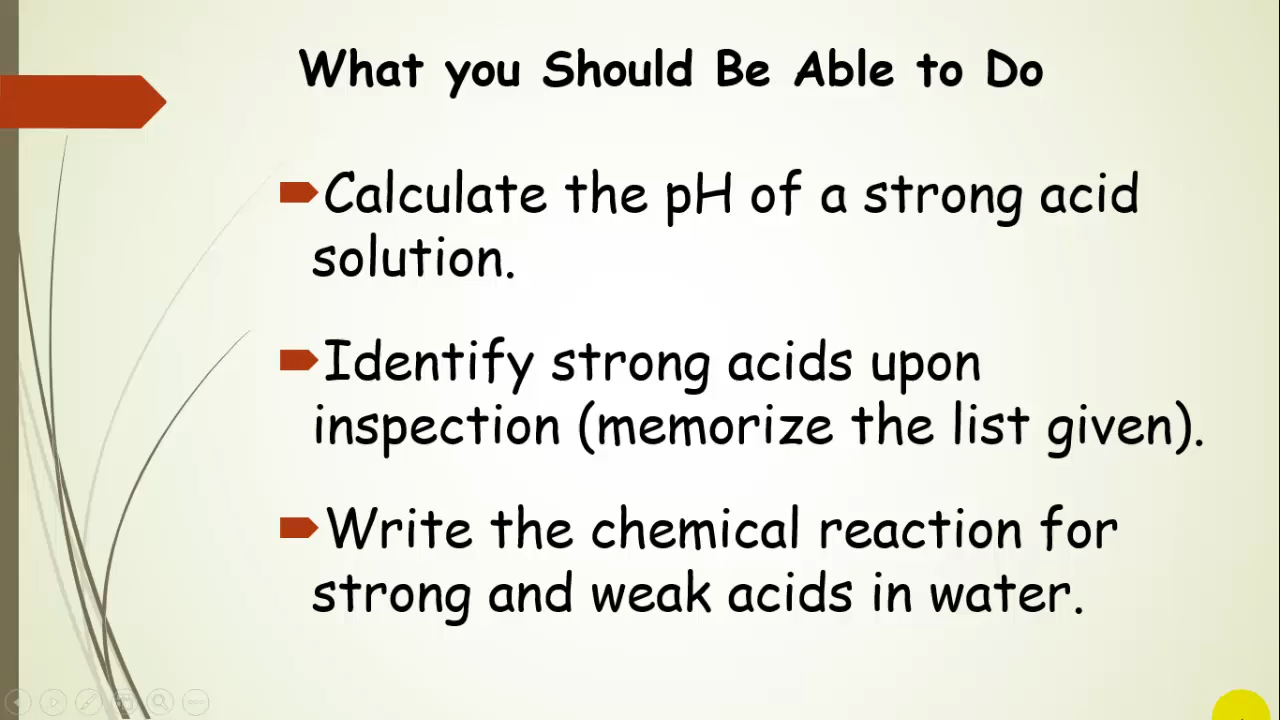 What you Should Be Able to Do
Calculate the pH of a strong acid
solution.
Identify strong acids upon
inspection (memorize the list given).
Write the chemical reaction for
strong and weak acids in water.